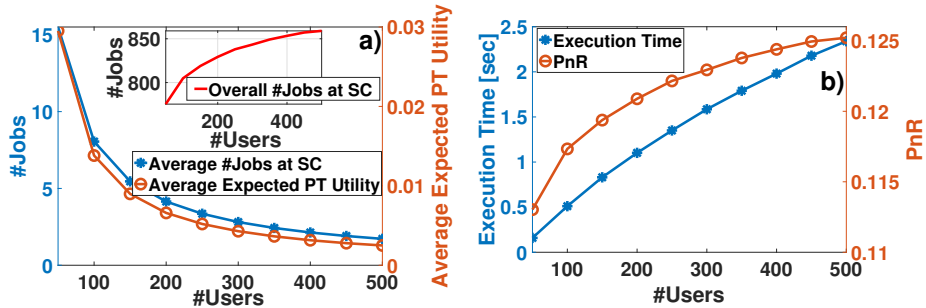 a)
#Jobs
15
10
5
0
#Jobs
850
800
Overall #Jobs at SC
200
400
#Users
Average #Jobs at SC
Average Expected PT Utility
100
200
300
400
500
#Users
0.03
0.02
0.01
0
Average Expected PT Utility
b)
Execution Time [sec]
2.5
2
1.5
1
0.5
0
Execution Time
PnR
100
200
300
400
500
#Users
0.125
0.12
0.115
0.11
PnR